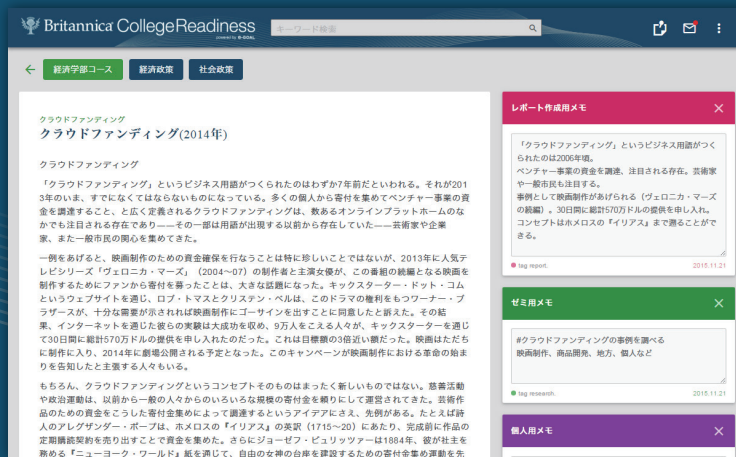 Britannica CollegeReadiness
powered by E-GOAL
キーワード検索
経済学部コース
経済政策
社会政策
クラウドファンディング
クラウドファンディング(2014年)
クラウドファンディング
「クラウドファンディング」というビジネス用語がつくられたのはわずか7年前だといわれる。それが201
3年のいま、すでになくてはならないものになっている。多くの個人から寄付を集めてベンチャー事業の資
金を調達すること、と広く定義されるクラウドファンディングは、数あるオンラインプラットホームのな
かでも注目される存在であり——その一部は用語が出現する以前から存在していた——芸術家や企業
家、また一般市民の関心を集めてきた。
一例をあげると、映画制作のための資金確保を行なうことは特に珍しいことではないが、2013年に人気テ
レビシリーズ『ヴェロニカ・マーズ』（2004～07）の制作者と主演女優が、この番組の続編となる映画を
制作するためにファンから寄付を募ったことは、大きな話題になった。キックスターター・ドット・コム
というウェブサイトを通じ、ロブ・トマスとクリステン・ベルは、このドラマの権利をもつワーナー・ブ
ラザースが、十分な需要が示されれば映画制作にゴーサインを出すことに同意したと訴えた。その結
果、インターネットを通じた彼らの実験は大成功を収め、9万人をこえる人々が、キックスターターを通じ
て30日間に総計570万ドルの提供を申し入れたのだった。これは目標額の3倍近い額だった。映画はただち
に制作に入り、2014年に劇場公開される予定となった。このキャンペーンが映画制作における革命の始ま
りを告知したと主張する人々もいる。
もちろん、クラウドファンディングというコンセプトそのものはまったく新しいものではない。慈善活動
や政治運動は、以前から一般の人々からのいろいろな規模の寄付金を頼りにして運営されてきた。芸術作
品のための資金をこうした寄付金集めによって調達するというアイデアにさえ、先例がある。たとえば詩
人のアレグザンダー・ポープは、ホメロスの『イリアス』の英訳（1715～20）にあたり、完成前に作品の
定期購読契約を売り出すことで資金を集めた。さらにジョーゼフ・ピュリッツァーは1884年、彼が社主を
務める『ニューヨーク・ワールド』紙を通じて、自由の女神の台座を建設するための寄付金集め運動を先
レポート作成用メモ
「クラウドファンディング」というビジネス用語がつく
られたのは2006年頃。
ベンチャー事業の資金を調達、注目される存在。芸術家
や一般市民も注目する。
事例として映画制作があげられる（ヴェロニカ・マーズ
の続編）。30日間に総計570万ドルの提供を申し入れ。
コンセプトはホメロスの『イリアス』まで遡ることがで
きる。
tag report.
2015.11.21
ゼミ用メモ
#クラウドファンディングの事例を調べる
映画制作、商品開発、地方、個人など
tag research.
2015.11.21
個人用メモ